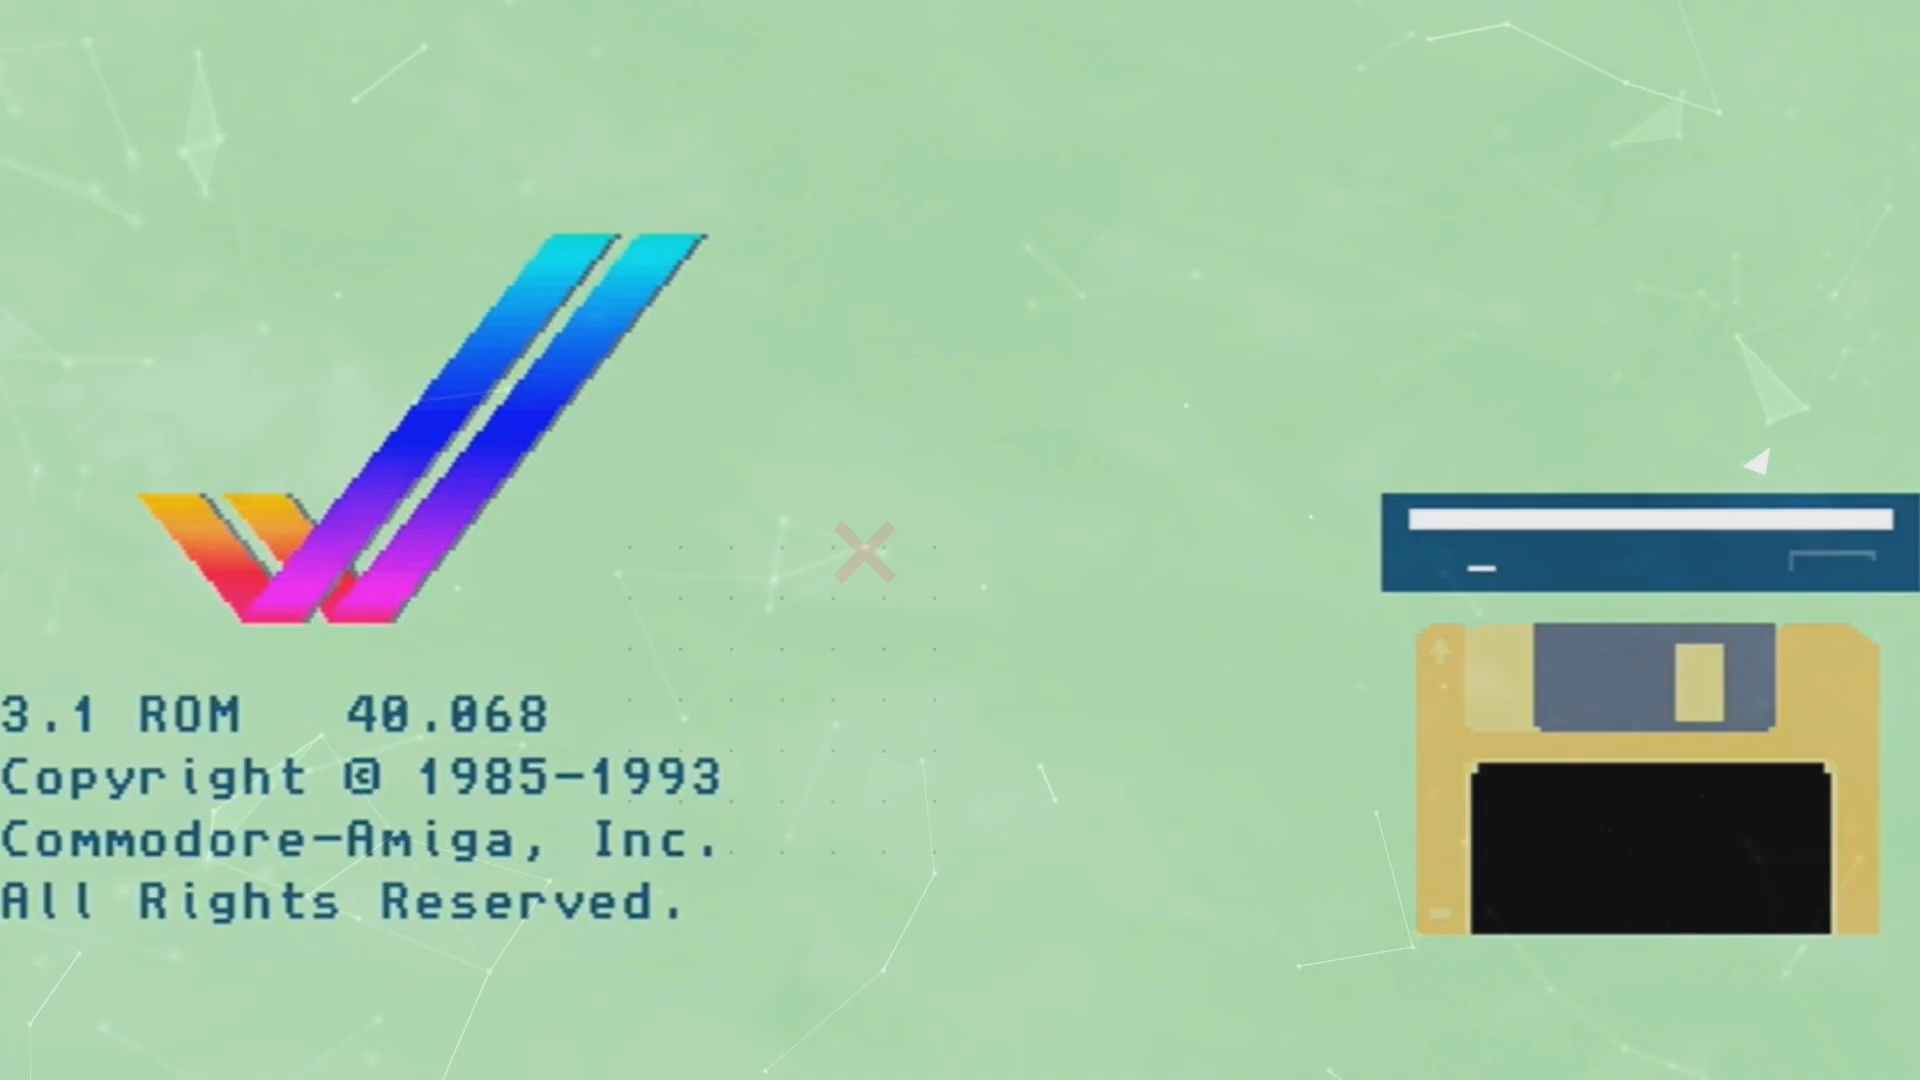 3.1 ROM   40.068
Copyright © 1985-1993
Commodore-Amiga, Inc.
All Rights Reserved.